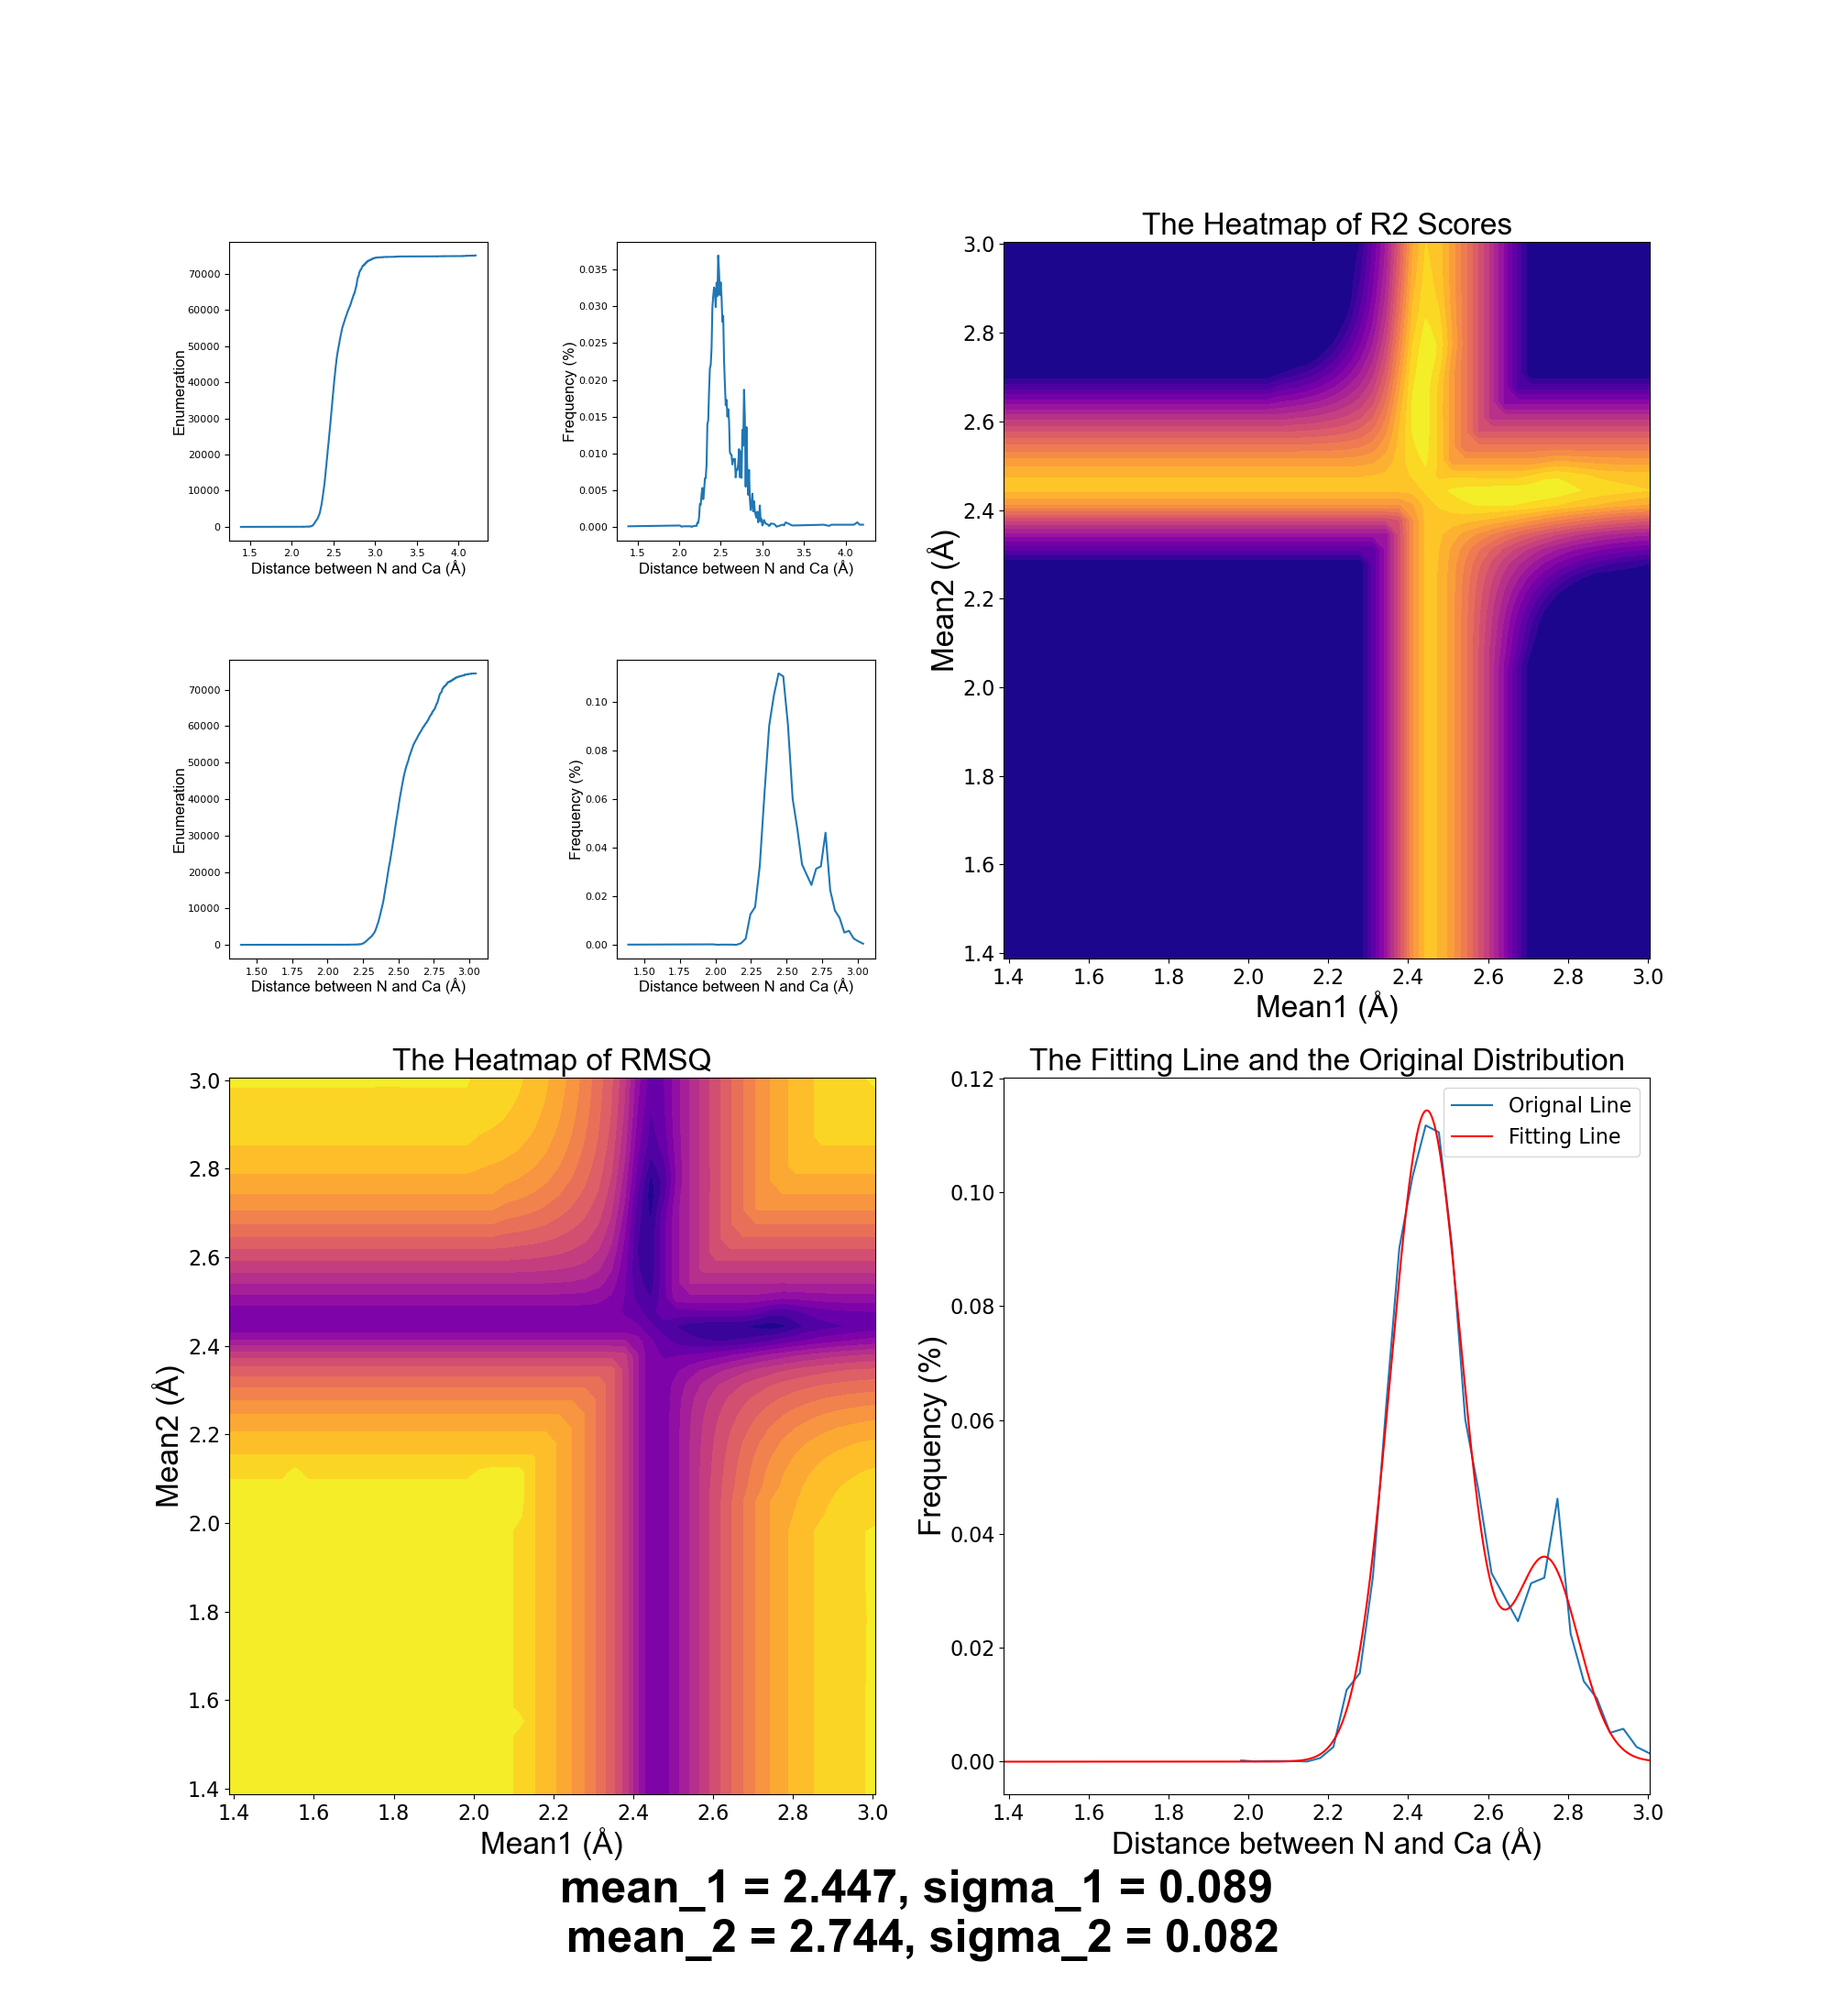 70000
60000
50000
40000
30000
20000
10000
0
Enumeration
1.5 2.0 2.5 3.0 3.5 4.0
Distance between N and Ca (Å)
0.035
0.030
0.025
0.020
0.015
0.010
0.005
0.000
Frequency (%)
1.5 2.0 2.5 3.0 3.5 4.0
Distance between N and Ca (Å)
70000
60000
50000
40000
30000
20000
10000
0
Enumeration
1.50 1.75 2.00 2.25 2.50 2.75 3.00
Distance between N and Ca (Å)
0.10
0.08
0.06
0.04
0.02
0.00
Frequency (%)
1.50 1.75 2.00 2.25 2.50 2.75 3.00
Distance between N and Ca (Å)
The Heatmap of R2 Scores
3.0
2.8
2.6
2.4
2.2
2.0
1.8
1.6
1.4
Mean2 (Å)
1.4 1.6 1.8 2.0 2.2 2.4 2.6 2.8 3.0
Mean1 (Å)
The Heatmap of RMSQ
3.0
2.8
2.6
2.4
2.2
2.0
1.8
1.6
1.4
Mean2 (Å)
1.4 1.6 1.8 2.0 2.2 2.4 2.6 2.8 3.0
Mean1 (Å)
The Fitting Line and the Original Distribution
Orignal Line
Fitting Line
0.12
0.10
0.08
0.06
0.04
0.02
0.00
Frequency (%)
1.4 1.6 1.8 2.0 2.2 2.4 2.6 2.8 3.0
Distance between N and Ca (Å)
mean_1 = 2.447, sigma_1 = 0.089
mean_2 = 2.744, sigma_2 = 0.082